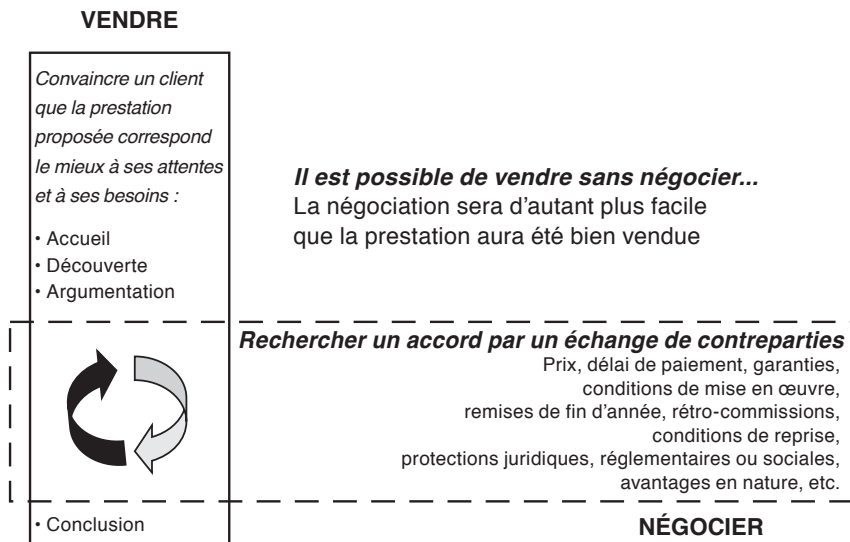 VENDRE
Convaincre un client
que la prestation
proposée correspond
le mieux à ses attentes
et à ses besoins :
• Accueil
• Découverte
• Argumentation
Il est possible de vendre sans négocier...
La négociation sera d'autant plus facile
que la prestation aura été bien vendue
Rechercher un accord par un échange de contreparties
Prix, délai de paiement, garanties,
conditions de mise en œuvre,
remises de fin d'année, rétro-commissions,
conditions de reprise,
protections juridiques, réglementaires ou sociales,
avantages en nature, etc.
• Conclusion
NÉGOCIER